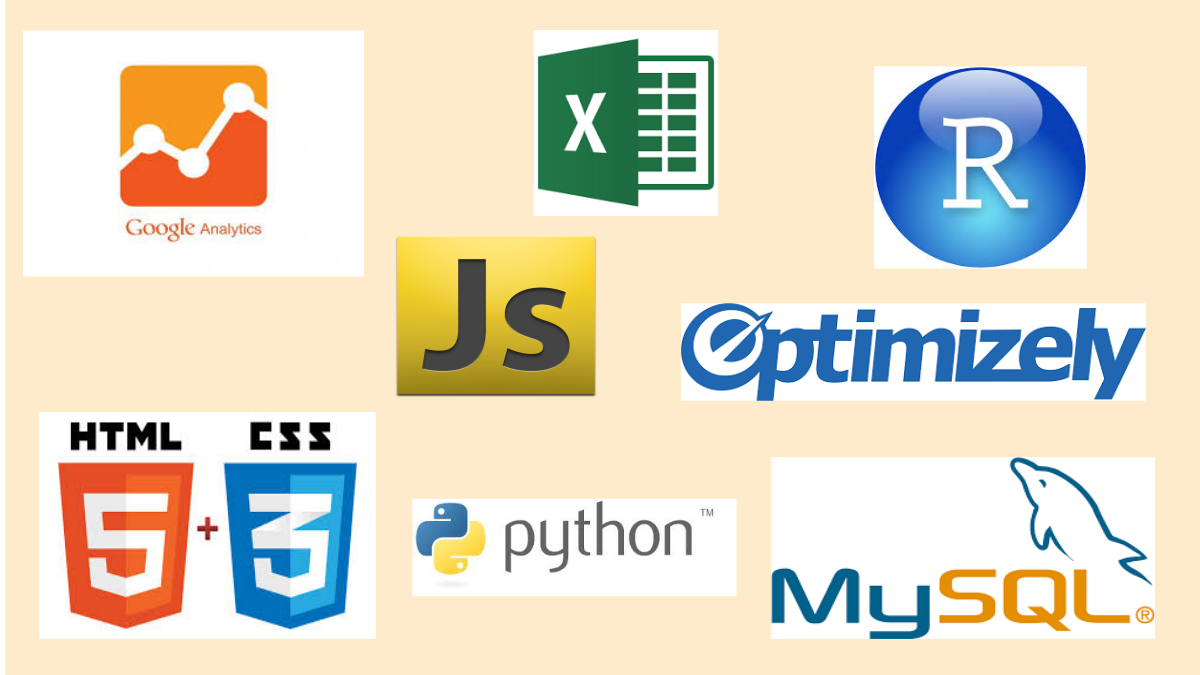 Google Analytics
X
R
Js
Optimizely
HTML CSS
5 + 3
python™
MySQL®